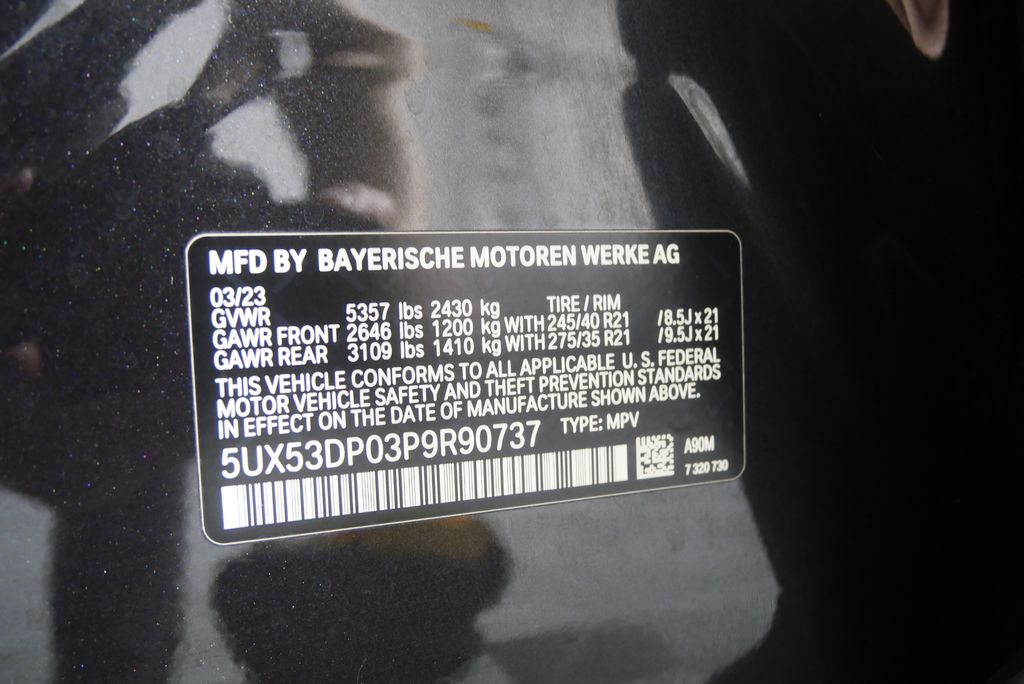 MFD BY BAYERISCHE MOTOREN WERKE AG
03/23 TIRE / RIM
GVWR 5357 lbs 2430 kg
GAWR FRONT 2646 lbs 1200 kg WITH 245/40 R21 /8.5J x 21
GAWR REAR 3109 lbs 1410 kg WITH 275/35 R21 /9.5J x 21
THIS VEHICLE CONFORMS TO ALL APPLICABLE U. S. FEDERAL
MOTOR VEHICLE SAFETY AND THEFT PREVENTION STANDARDS
IN EFFECT ON THE DATE OF MANUFACTURE SHOWN ABOVE.
5UX53DP03P9R90737 TYPE: MPV
A90M
7 320 730